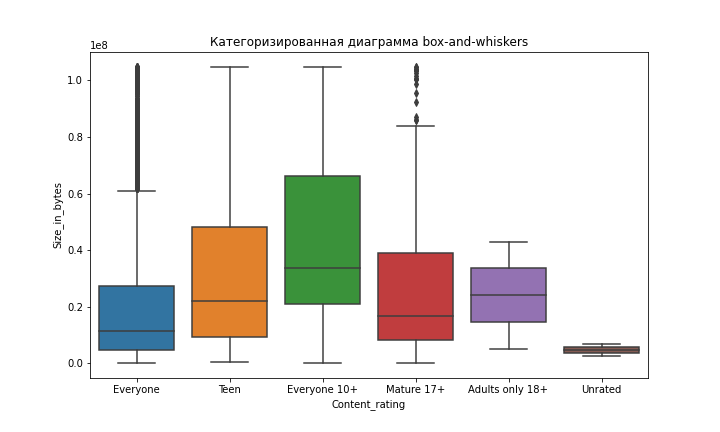 Категоризированная диаграмма box-and-whiskers
1e8
1.0
0.8
0.6
0.4
0.2
0.0
Size_in_bytes
Everyone Teen Everyone 10+ Mature 17+ Adults only 18+ Unrated
Content_rating